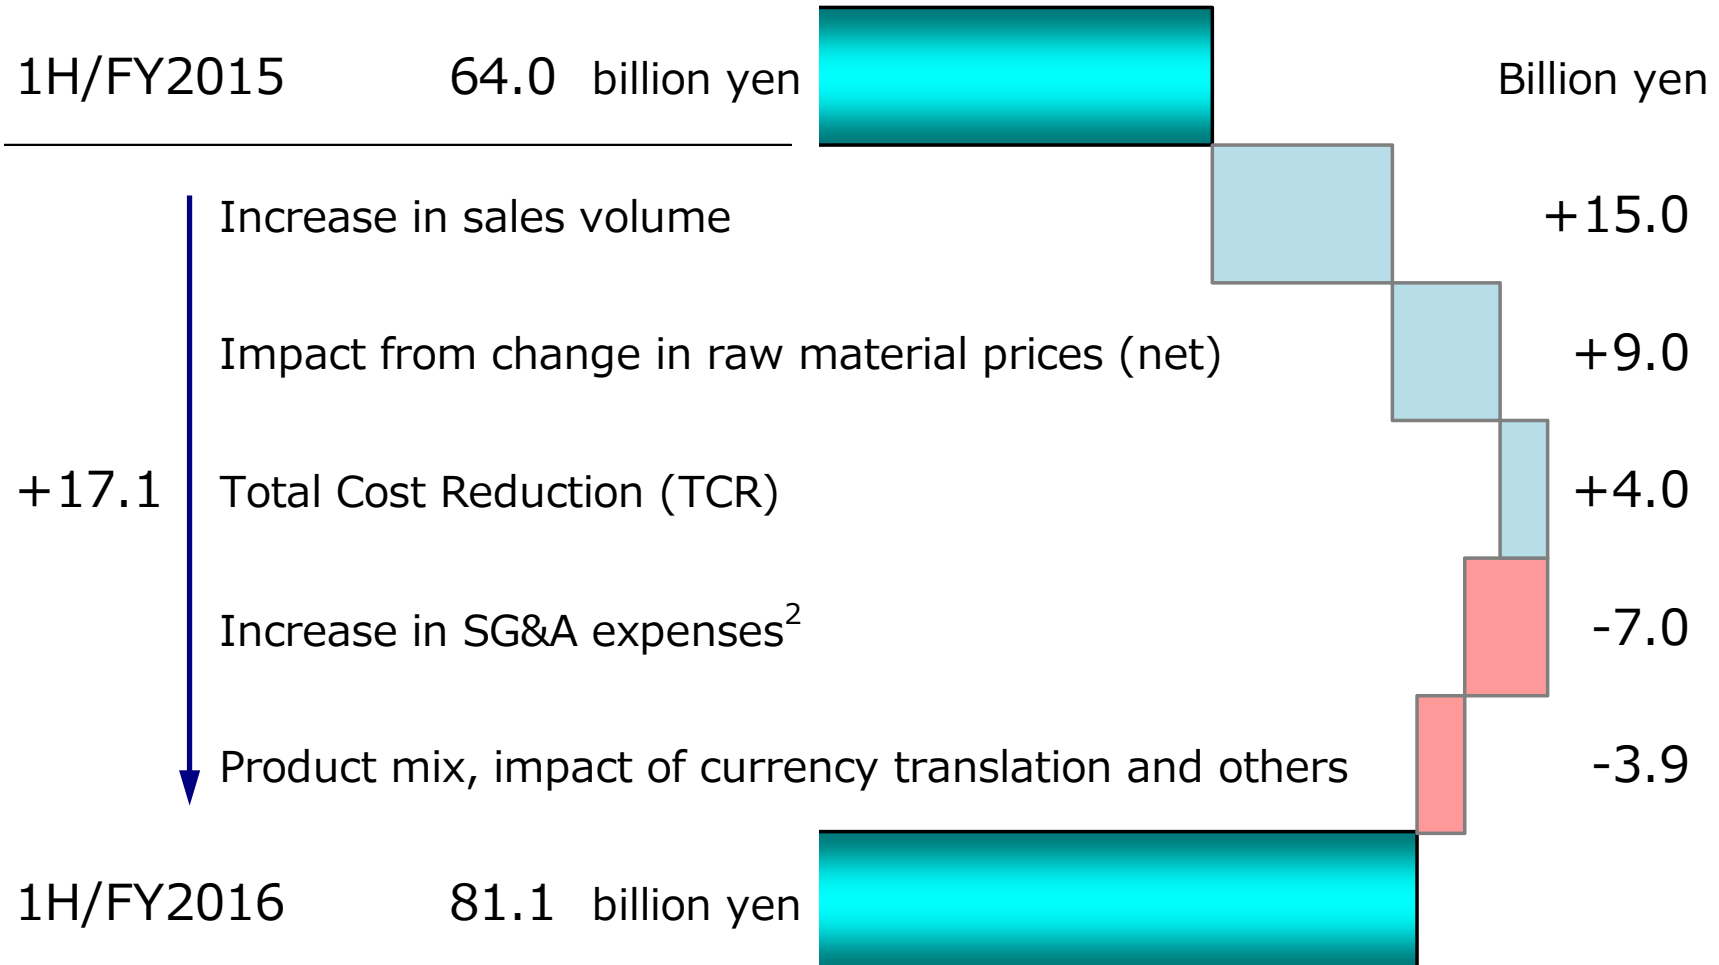 1H/FY2015 64.0 billion yen Billion yen
Increase in sales volume +15.0
Impact from change in raw material prices (net) +9.0
+17.1 Total Cost Reduction (TCR) +4.0
Increase in SG&A expenses² -7.0
Product mix, impact of currency translation and others -3.9
1H/FY2016 81.1 billion yen